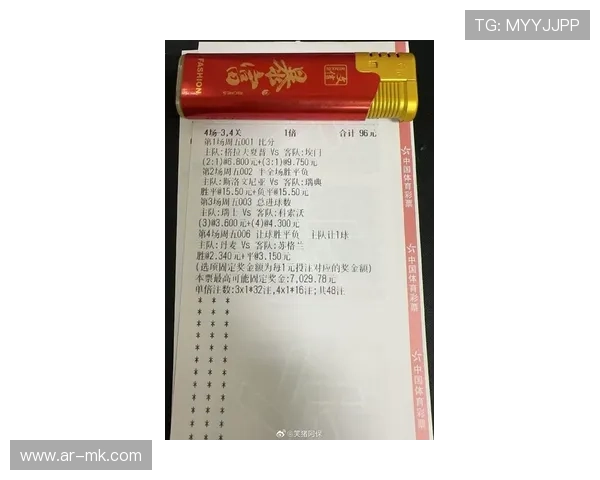 TG: MYYJJPP
FASHION
暴富
4场-3,4关 1倍 合计 96元
第1场周五001 比分
主队:塔拉大夏普 Vs 客队:埃门
(2:1)@6.800元+(3:1)@9.750元
第2场周五002 半全场胜平负
主队:斯洛文尼亚 Vs 客队:瑞典
胜平@15.50元+负平@15.50元
第3场周五003 总进球数
主队:瑞士 Vs 客队:科索沃
(3)@3.600元+(4)@4.300元
第4场周五006 让球胜平负 主队让1球
主队:丹麦 Vs 客队:苏格兰
胜@2.340元+平@3.150元
(选项固定奖金额为每1元投注对应的奖金额)
本票最高可能固定奖金:7,029.78元
单倍注数:3x1*32注,4x1*16注;共48注
中国体育彩票
中国体育彩票
中国体育彩票
@笑猪阿保
www.ar-mk.com